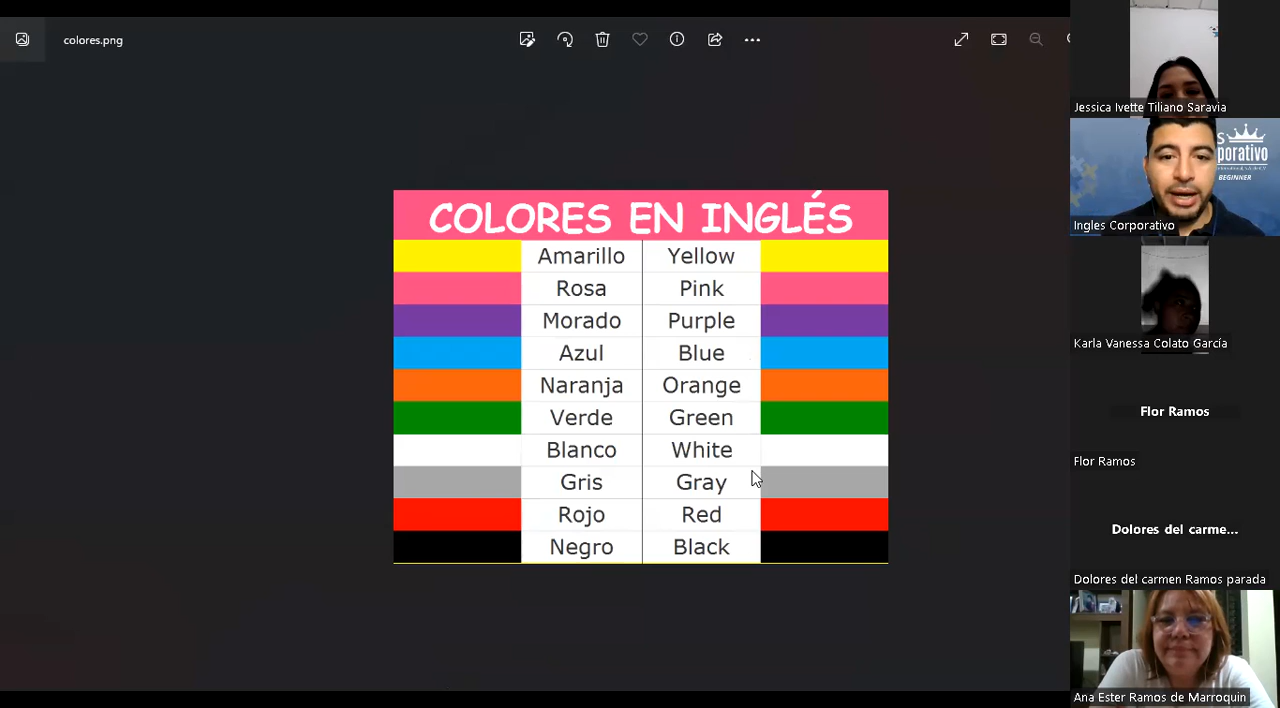 colores.png
COLORES EN INGLÉS
Amarillo Yellow
Rosa Pink
Morado Purple
Azul Blue
Naranja Orange
Verde Green
Blanco White
Gris Gray
Rojo Red
Negro Black
Jessica Ivette Tiliano Saravia
S
porativo
BEGINNER
Ingles Corporativo
Karla Vanessa Colato García
Flor Ramos
Flor Ramos
Dolores del carme...
Dolores del carmen Ramos parada
Ana Ester Ramos de Marroquin